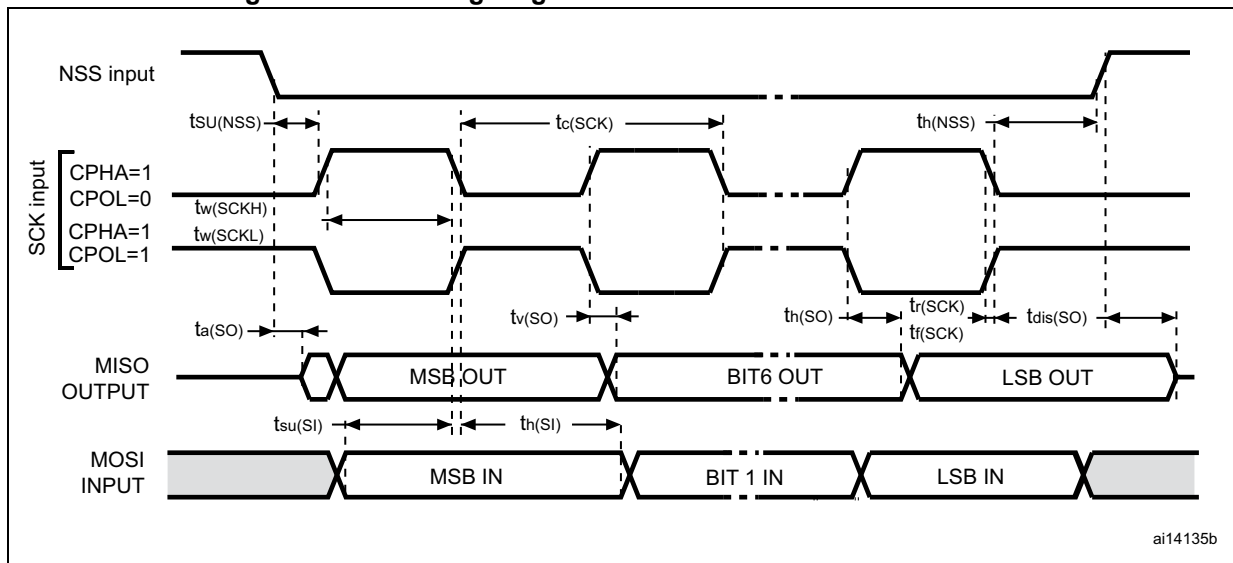 NSS input
tSU(NSS)
tc(SCK)
th(NSS)
SCK input
CPHA=1
CPOL=0
tw(SCKH)
CPHA=1
tw(SCKL)
CPOL=1
ta(SO)
tv(SO)
th(SO)
tr(SCK)
tf(SCK)
tdis(SO)
MISO
OUTPUT
MSB OUT
BIT6 OUT
LSB OUT
tsu(SI)
th(SI)
MOSI
INPUT
MSB IN
BIT 1 IN
LSB IN
ai14135b